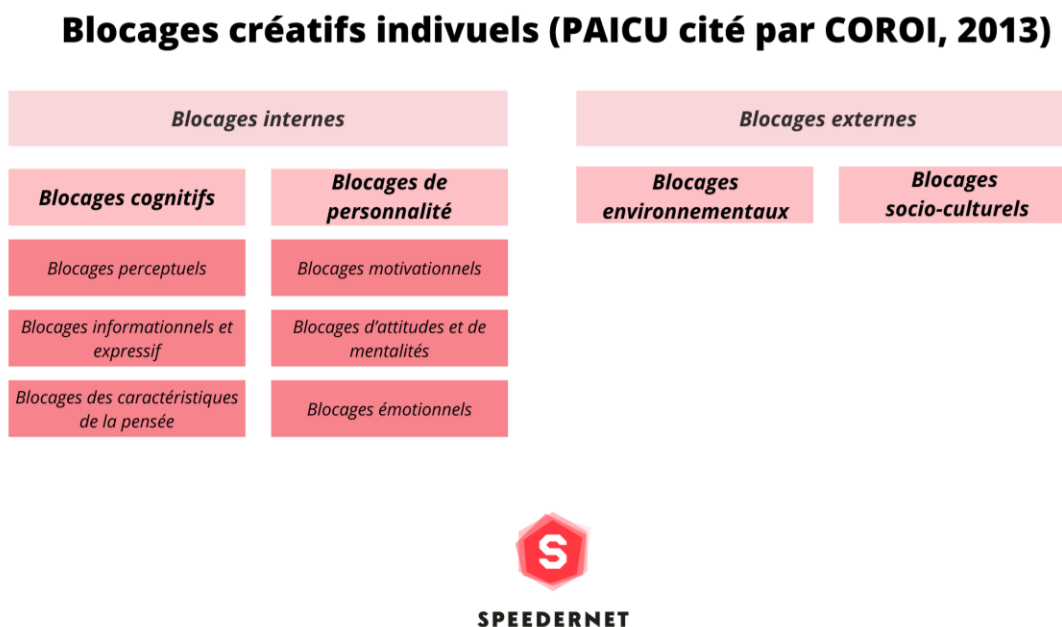 Blocages créatifs indivuels (PAICU cité par COROI, 2013)
Blocages internes
Blocages externes
Blocages cognitifs
Blocages de
personnalité
Blocages
environnementaux
Blocages
socio-culturels
Blocages perceptuels
Blocages motivationnels
Blocages informationnels et
expressif
Blocages d'attitudes et de
mentalités
Blocages des caractéristiques
de la pensée
Blocages émotionnels
S
SPEEDERNET